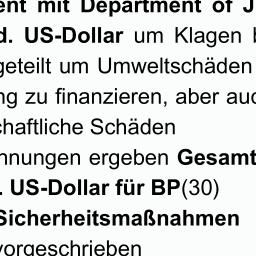 ent mit Department of J
d. US-Dollar um Klagen b
geteilt um Umweltschäden
ng zu finanzieren, aber auc
chaftliche Schäden
hnungen ergeben Gesamt
. US-Dollar für BP(30)
Sicherheitsmaßnahmen
vorgeschrieben